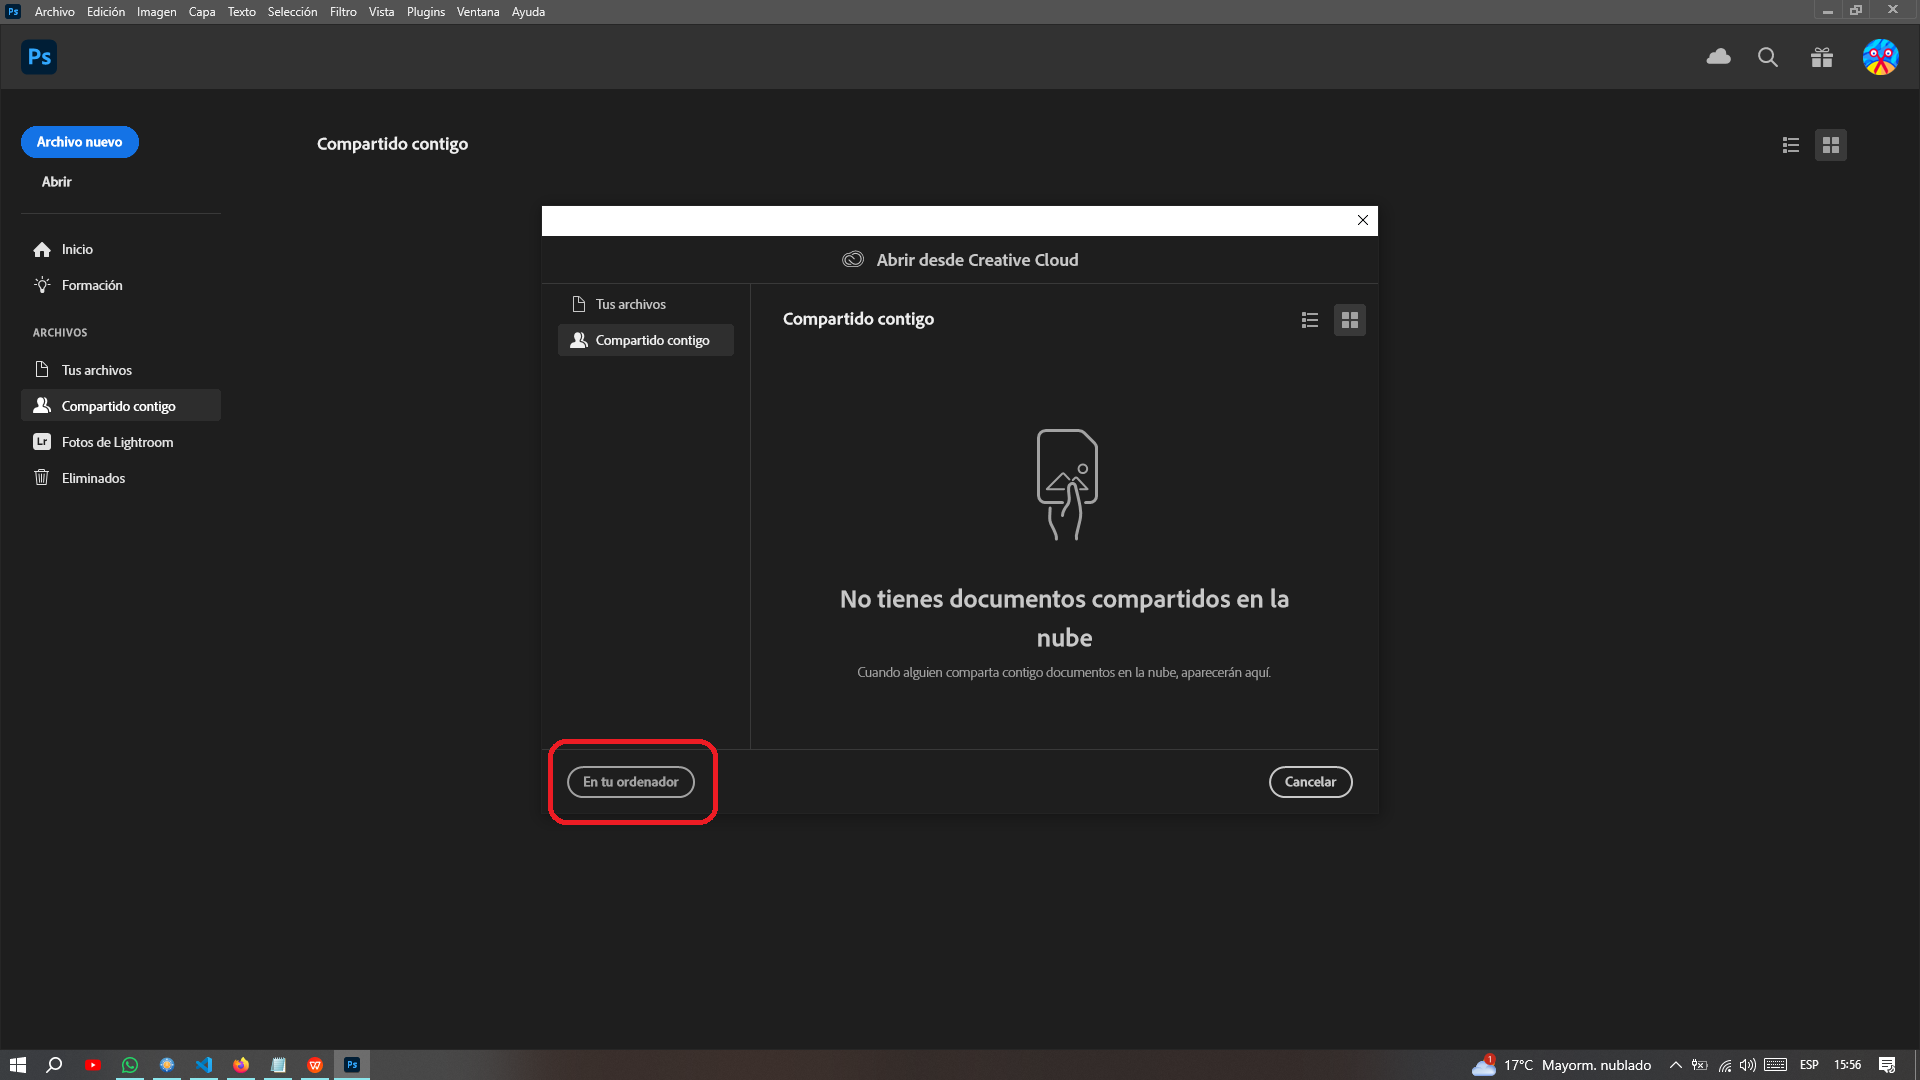 Ps Archivo Edición Imagen Capa Texto Selección Filtro Vista Plugins Ventana Ayuda
Ps
Archivo nuevo
Abrir
Inicio
Formación
ARCHIVOS
Tus archivos
Compartido contigo
Lr Fotos de Lightroom
Eliminados
Compartido contigo
Abrir desde Creative Cloud
Tus archivos
Compartido contigo
Compartido contigo
No tienes documentos compartidos en la
nube
Cuando alguien comparta contigo documentos en la nube, aparecerán aquí.
En tu ordenador
Cancelar
W Ps 1 17°C Mayorm. nublado ESP 15:56